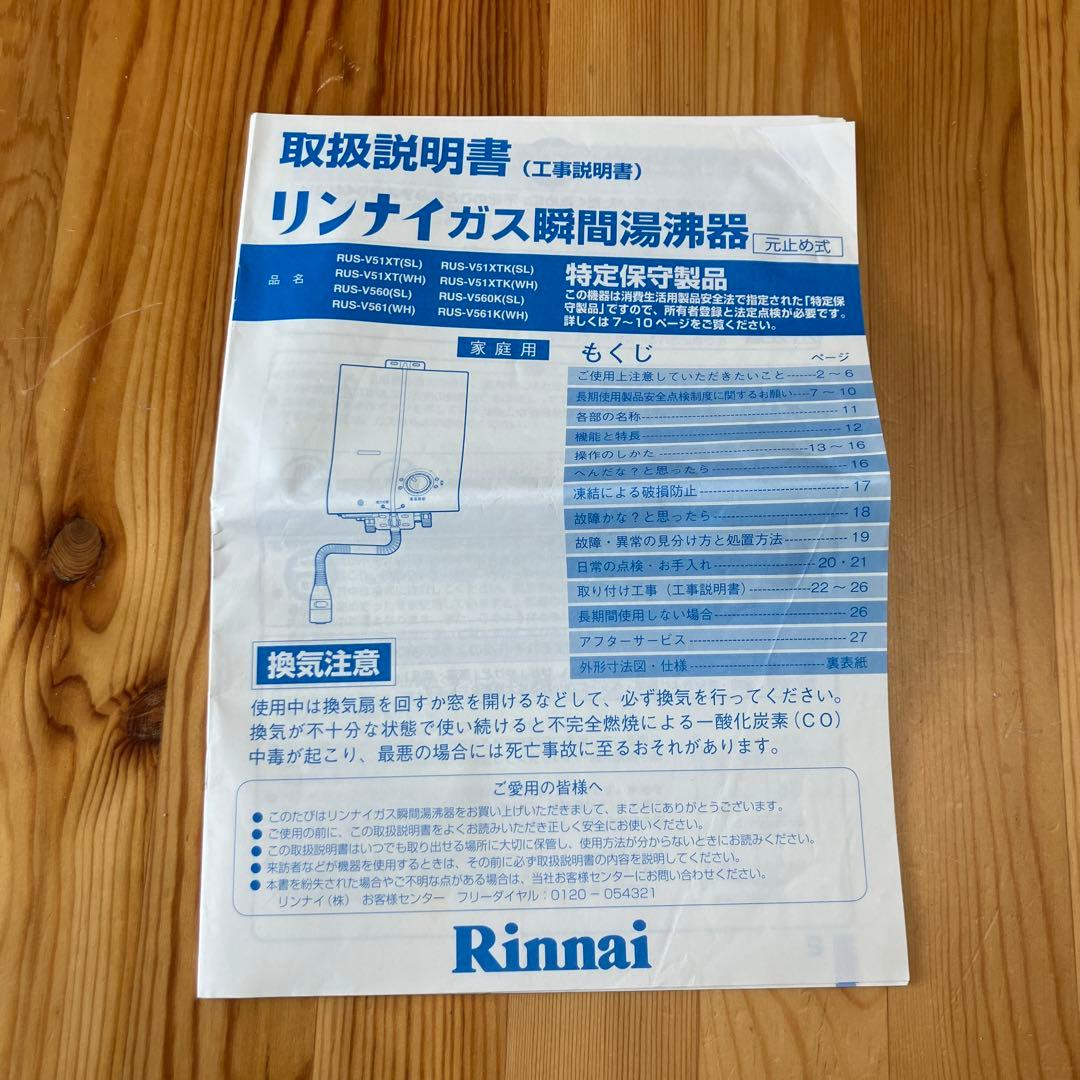 取扱説明書（工事説明書）
リンナイガス瞬間湯沸器 元止め式
品名
RUS-V51XT(SL) RUS-V51XTK(SL)
RUS-V51XT(WH) RUS-V51XTK(WH)
RUS-V560(SL) RUS-V560K(SL)
RUS-V561(WH) RUS-V561K(WH)
特定保守製品
この機器は消費生活用製品安全法で指定された「特定保
守製品」ですので、所有者登録と法定点検が必要です。
詳しくは7～10ページをご覧ください。
家庭用
もくじ ページ
ご使用上注意していただきたいこと-------2～6
長期使用製品安全点検制度に関するお願い----7～10
各部の名称----------------------------11
機能と特長----------------------------12
操作のしかた----------------------13～16
へんだな？と思ったら-------------------16
凍結による破損防止---------------------17
故障かな？と思ったら-------------------18
故障・異常の見分け方と処置方法-----------19
日常の点検・お手入れ----------------20・21
取り付け工事（工事説明書）-----------22～26
長期間使用しない場合-------------------26
アフターサービス-----------------------27
外形寸法図・仕様--------------------裏表紙
換気注意
使用中は換気扇を回すか窓を開けるなどして、必ず換気を行ってください。
換気が不十分な状態で使い続けると不完全燃焼による一酸化炭素（CO）
中毒が起こり、最悪の場合には死亡事故に至るおそれがあります。
ご愛用の皆様へ
● このたびはリンナイガス瞬間湯沸器をお買い上げいただきまして、まことにありがとうございます。
● ご使用の前に、この取扱説明書をよくお読みいただき正しく安全にお使いください。
● この取扱説明書はいつでも取り出せる場所に大切に保管し、使用方法が分からないときにお読みください。
● 来訪者などが機器を使用するときは、その前に必ず取扱説明書の内容を説明してください。
● 本書を紛失された場合やご不明な点がある場合は、当社お客様センターにお問い合わせください。
リンナイ（株） お客様センター フリーダイヤル：0120－054321
Rinnai